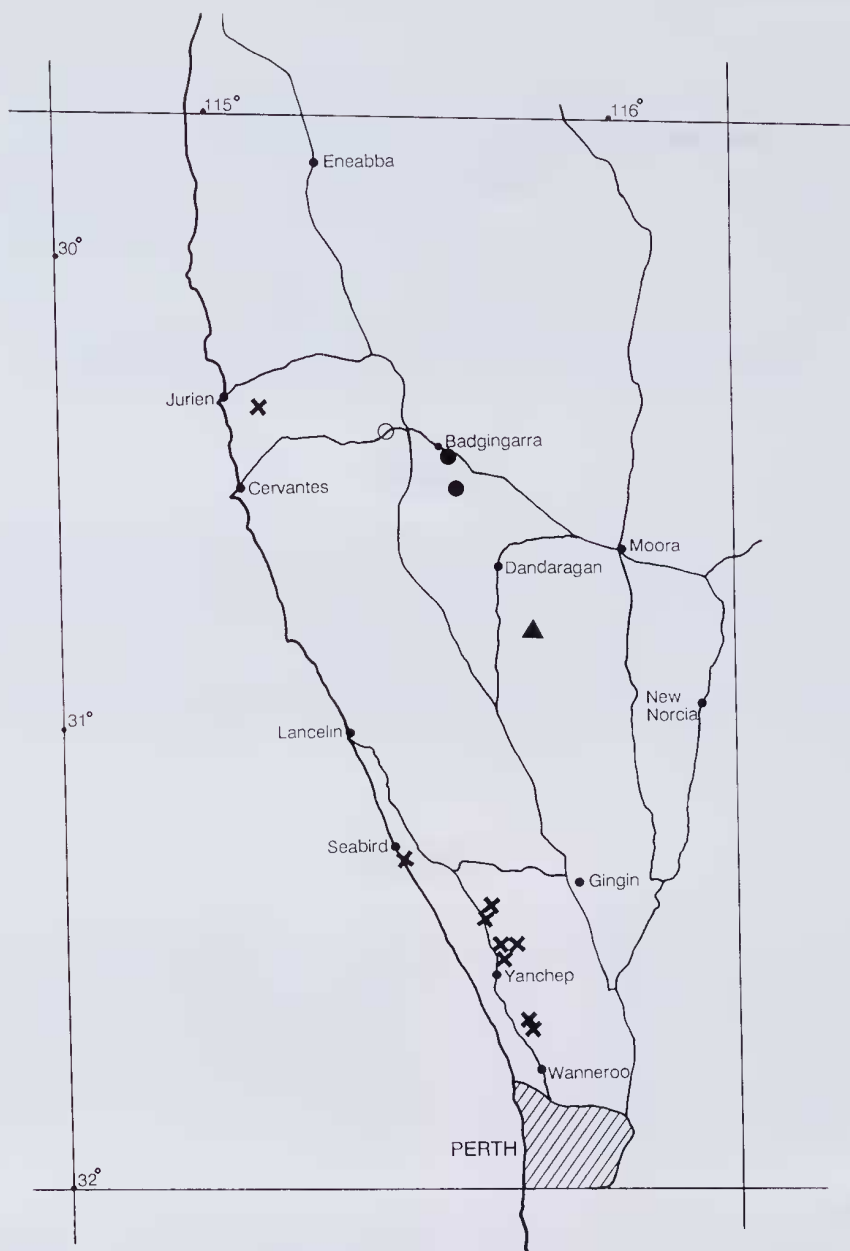 115°
116°
Eneabba
30°
Jurien
Badgingarra
Cervantes
Moora
Dandaragan
New
Norcia
31°
Lancelin
Seabird
Gingin
Yanchep
Wanneroo
PERTH
32°